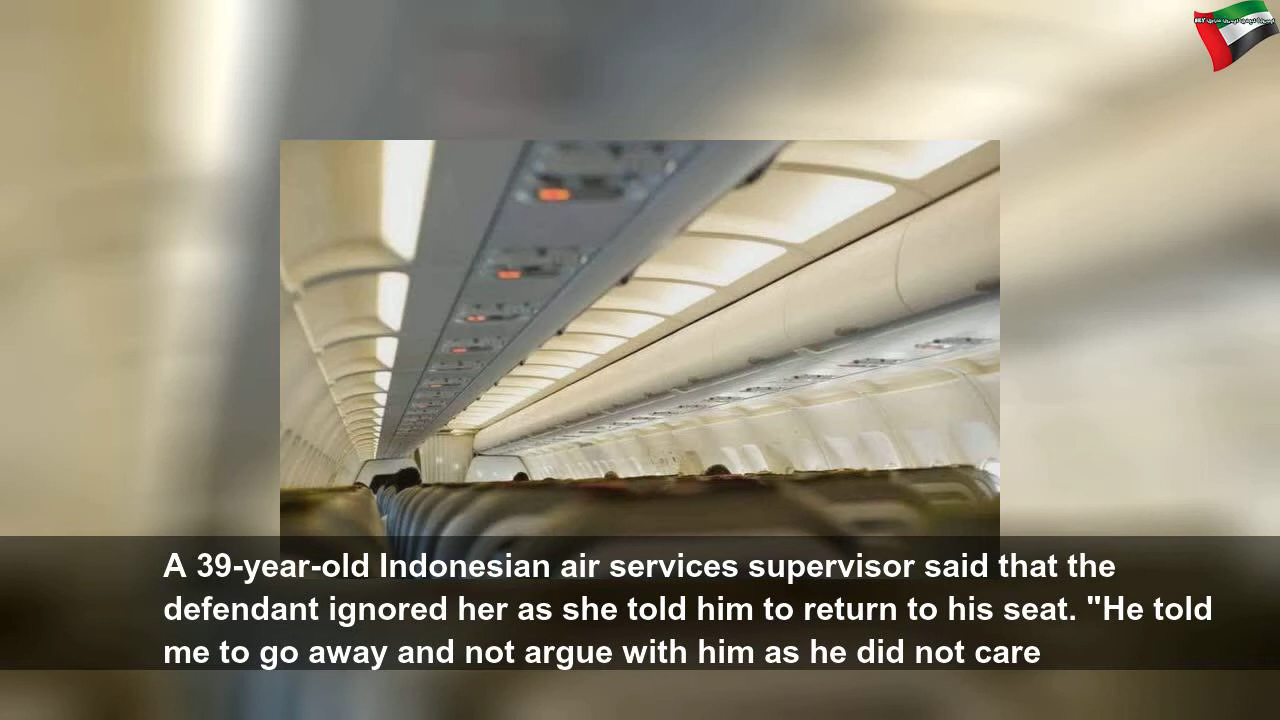 A 39-year-old Indonesian air services supervisor said that the
defendant ignored her as she told him to return to his seat. "He told
me to go away and not argue with him as he did not care